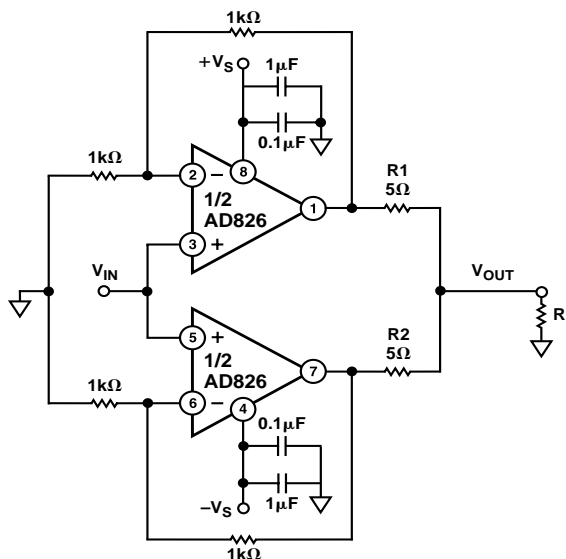 1kΩ
+VS
1µF
0.1µF
1kΩ
2
−
8
1/2
AD826
1
R1
5Ω
3
+
VIN
VOUT
R
5
+
1/2
AD826
7
R2
5Ω
1kΩ
6
−
4
0.1µF
1µF
−VS
1kΩ